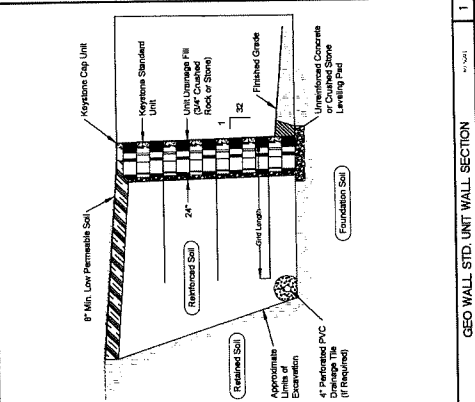 Keystone Cap Unit
Keystone Standard
Unit
Unit Drainage Fill
(3/4" Crushed
Rock or Stone)
1
32
Finished Grade
Unreinforced Concrete
or Crushed Stone
Leveling Pad
8" Min. Low Permeable Soil
24"
Reinforced Soil
Grid Length
Foundation Soil
Retained Soil
Approximate
Limits of
Excavation
4" Perforated PVC
Drainage Tile
(If Required)
GEO WALL STD. UNIT WALL SECTION
1